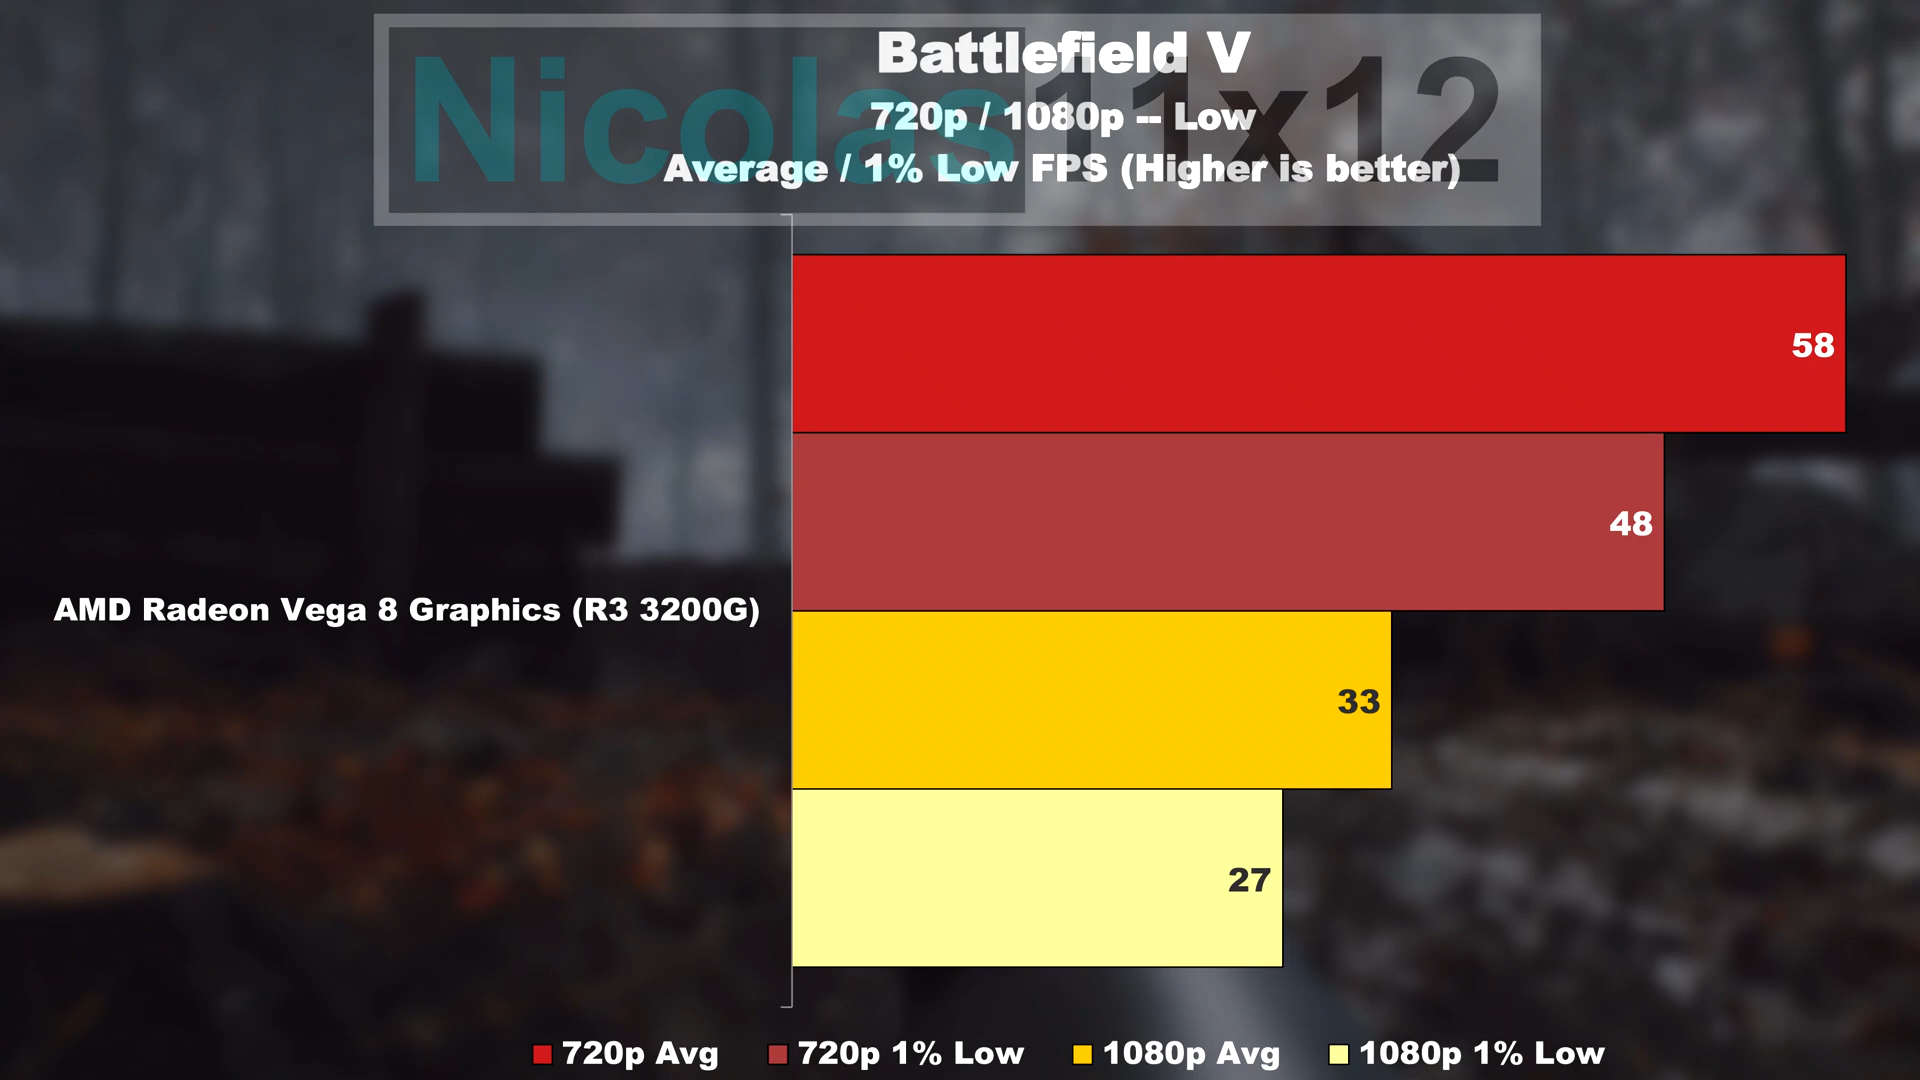 Nicolas11x12
Battlefield V
720p / 1080p -- Low
Average / 1% Low FPS (Higher is better)
58
48
AMD Radeon Vega 8 Graphics (R3 3200G)
33
27
720p Avg
720p 1% Low
1080p Avg
1080p 1% Low